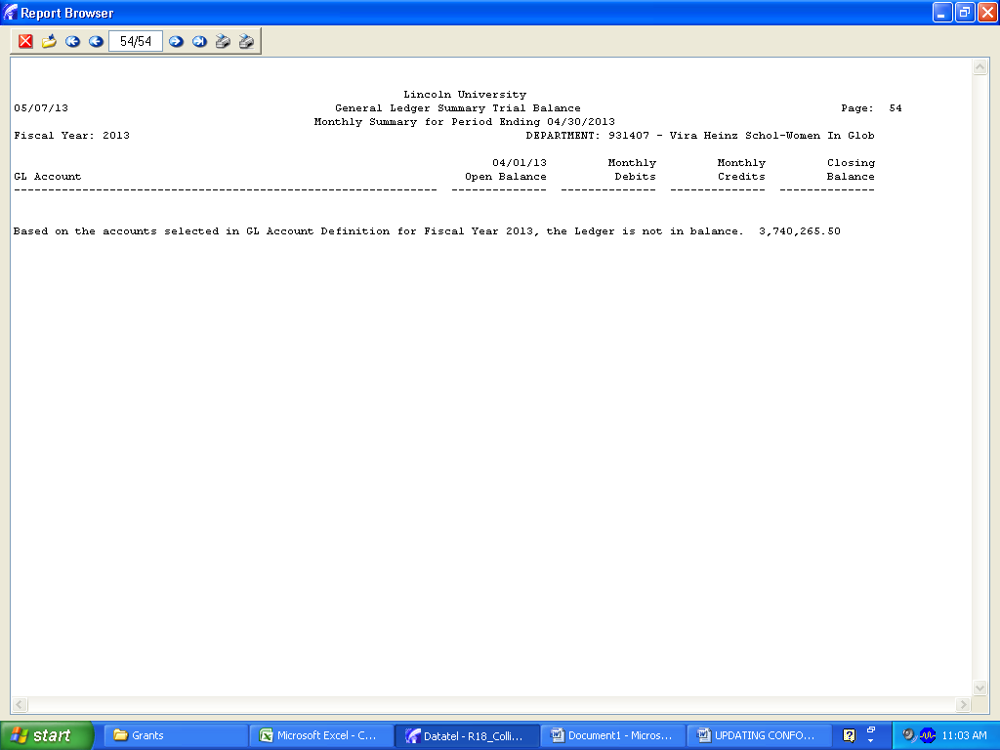 Report Browser
54/54
Lincoln University
05/07/13 General Ledger Summary Trial Balance Page: 54
Monthly Summary for Period Ending 04/30/2013
Fiscal Year: 2013 DEPARTMENT: 931407 - Vira Heinz Schol-Women In Glob
04/01/13 Monthly Monthly Closing
GL Account Open Balance Debits Credits Balance
Based on the accounts selected in GL Account Definition for Fiscal Year 2013, the Ledger is not in balance. 3,740,265.50
start Grants Microsoft Excel - C... Datatel - R18_Colli... Document1 - Micros... UPDATING CONFO... 11:03 AM